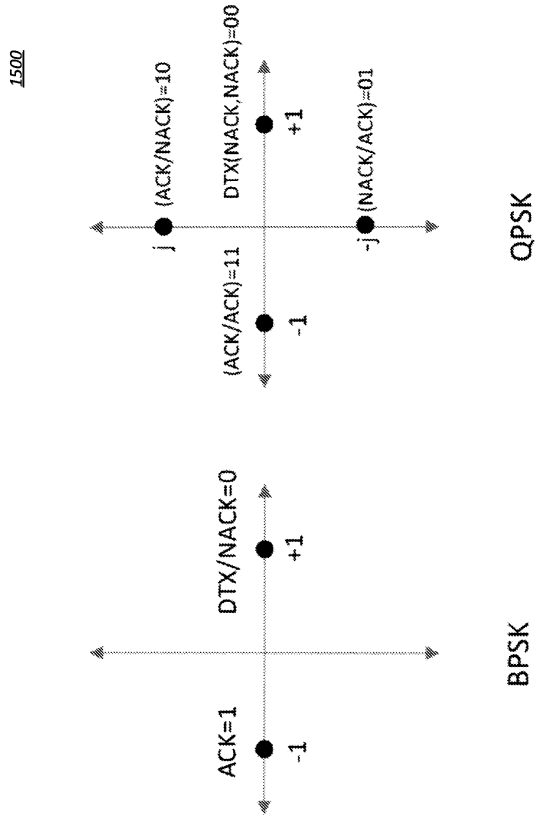 1500
ACK=1
DTX/NACK=0
-1
+1
BPSK
j
(ACK/NACK)=10
(ACK/ACK)=11
DTX(NACK,NACK)=00
-1
+1
-j
(NACK/ACK)=01
QPSK